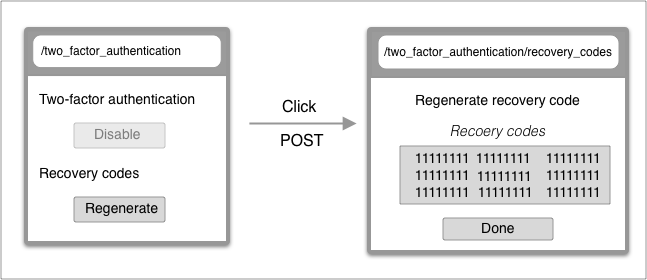 /two_factor_authentication
Two-factor authentication
Disable
Recovery codes
Regenerate
Click
POST
/two_factor_authentication/recovery_codes
Regenerate recovery code
Recoery codes
11111111 11111111 11111111
11111111 11111111 11111111
11111111 11111111 11111111
Done